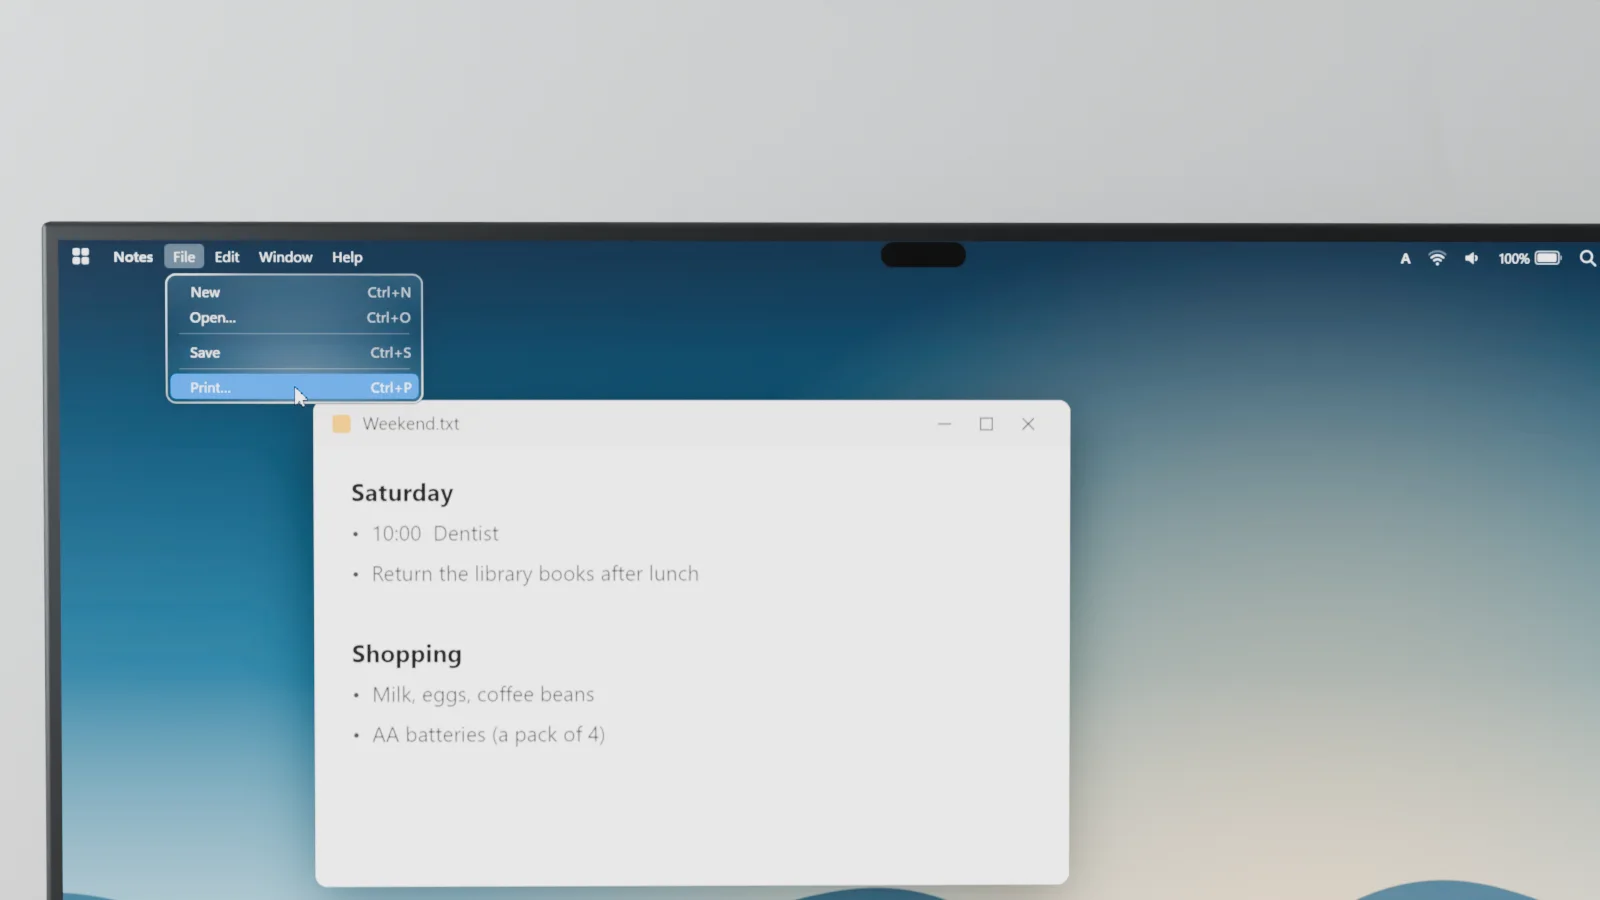 Notes File Edit Window Help A 100%
New Ctrl+N
Open... Ctrl+O
Save Ctrl+S
Print... Ctrl+P
Weekend.txt
Saturday
• 10:00 Dentist
• Return the library books after lunch
Shopping
• Milk, eggs, coffee beans
• AA batteries (a pack of 4)